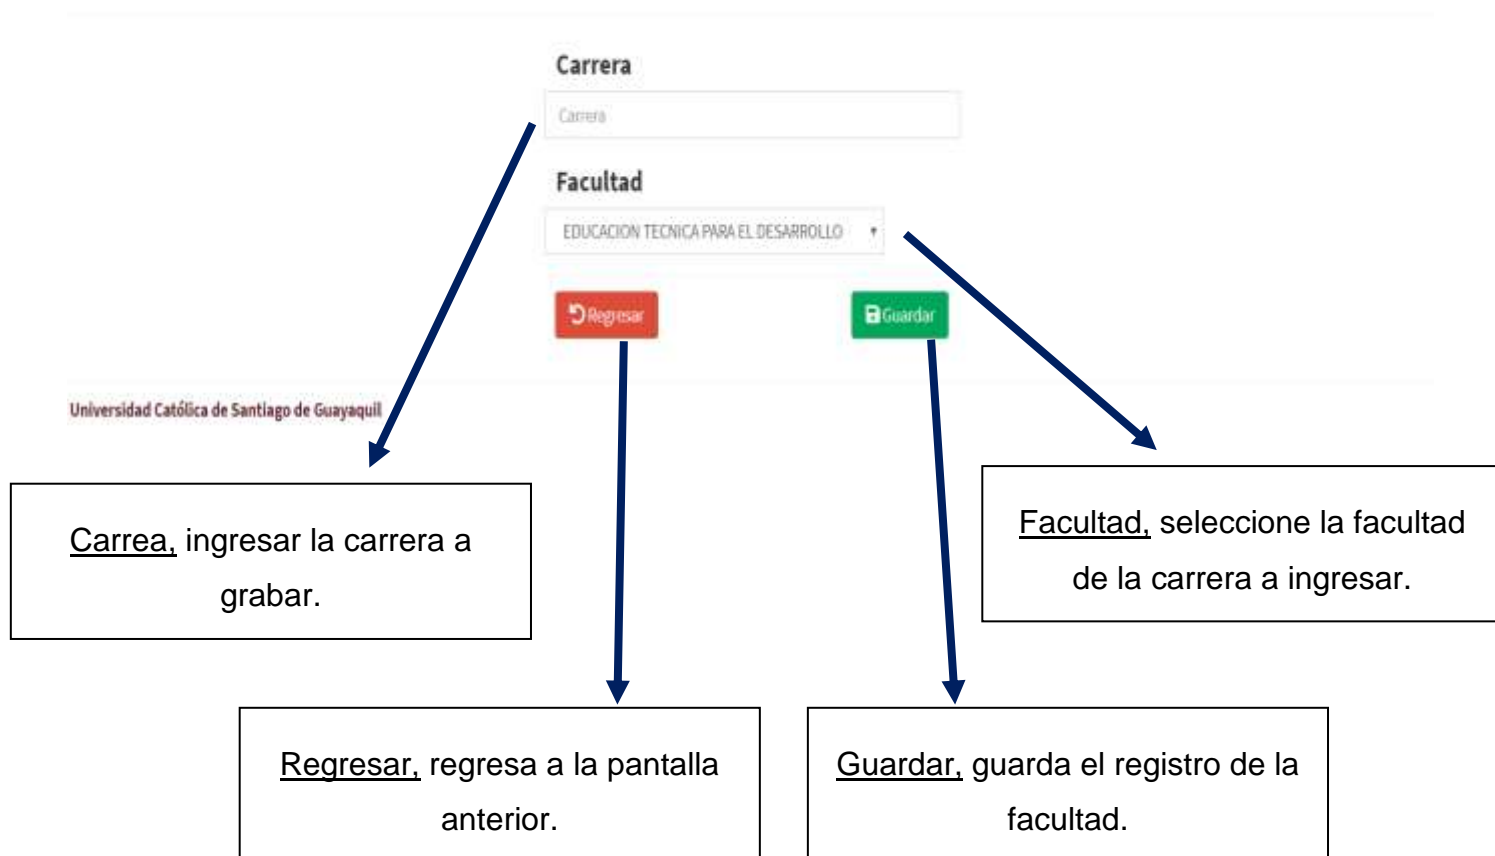 Carrera
Carrera
Facultad
EDUCACION TECNICA PARA EL DESARROLLO
Regresar
Guardar
Universidad Católica de Santiago de Guayaquil
Carrea, ingresar la carrera a
grabar.
Facultad, seleccione la facultad
de la carrera a ingresar.
Regresar, regresa a la pantalla
anterior.
Guardar, guarda el registro de la
facultad.